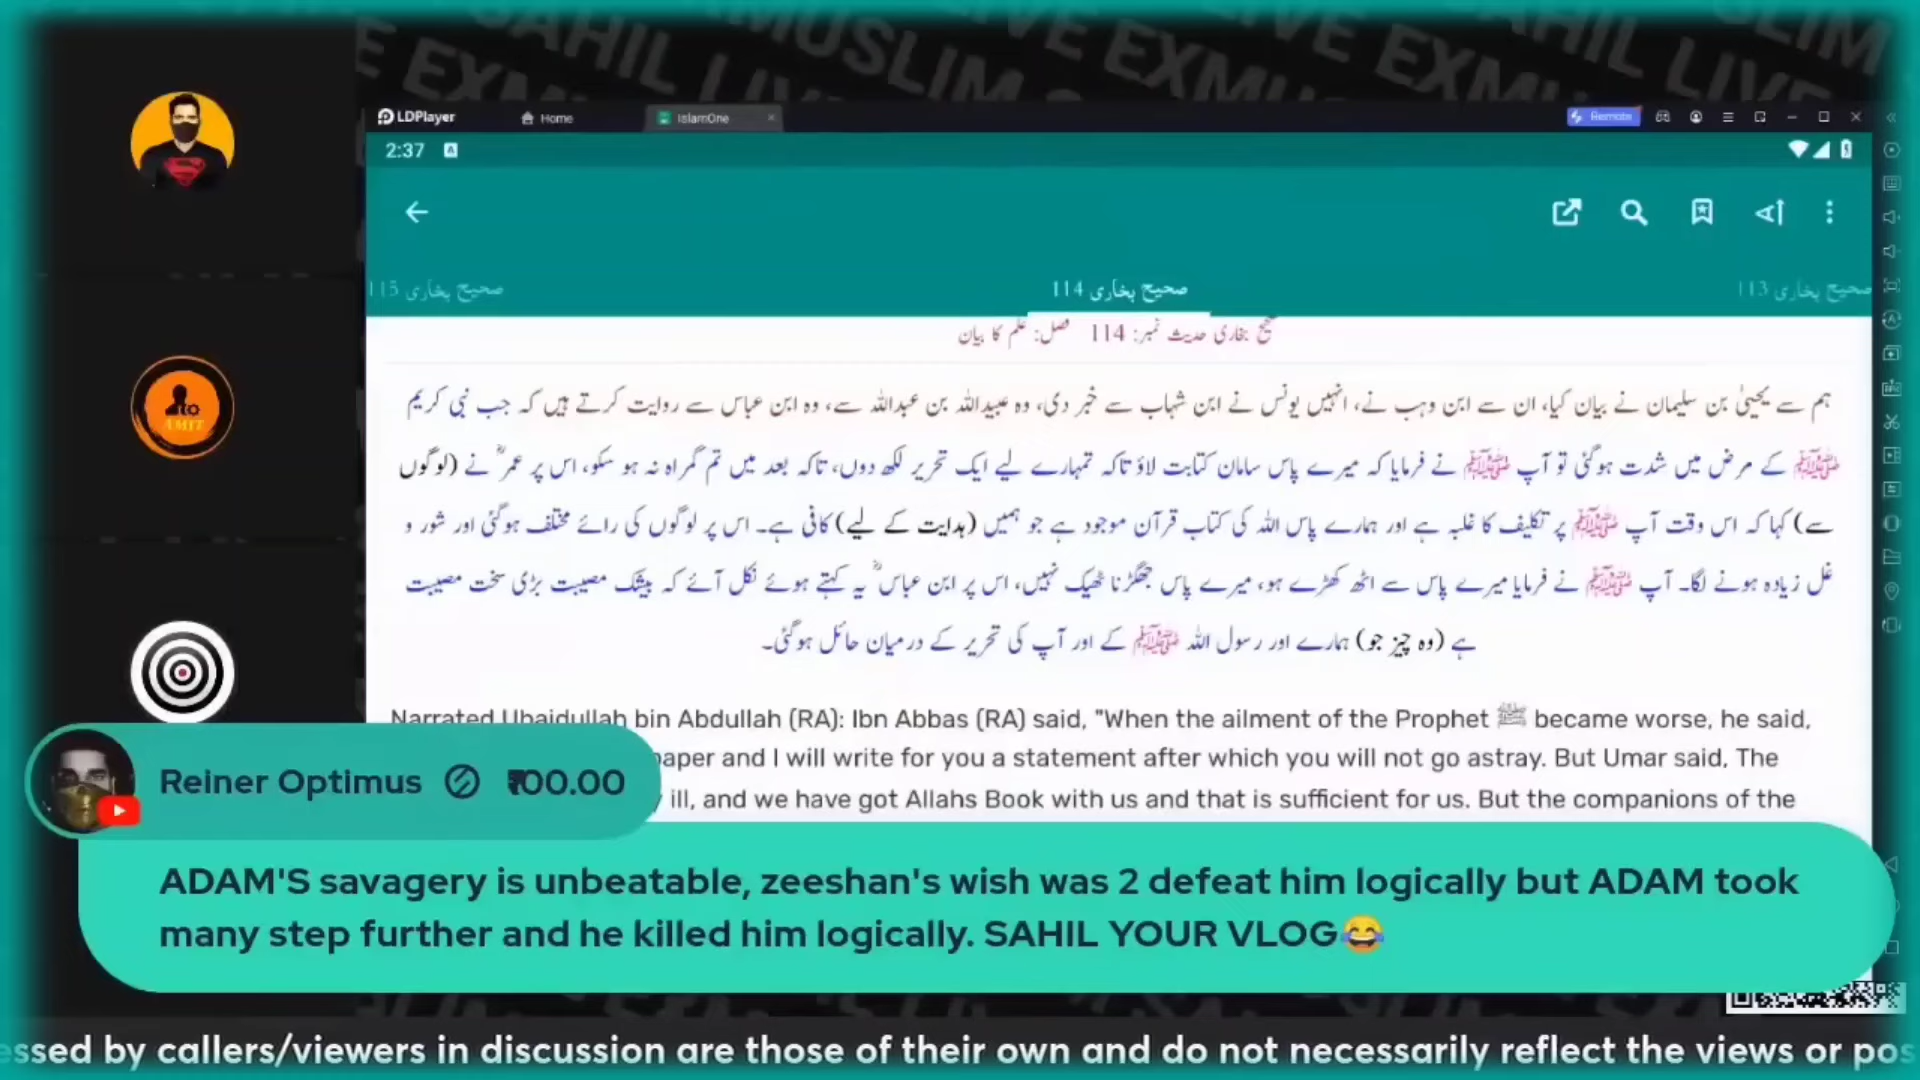 LDPlayer
Home
IslamOne
Remote
2:37
صحیح بخاری 115
صحیح بخاری 114
صحیح بخاری 113
صحیح بخاری حدیث نمبر: 114 فصل: علم کا بیان
ہم سے یحییٰ بن سلیمان نے بیان کیا، ان سے ابن وہب نے، انہیں یونس نے ابن شہاب سے خبر دی، وہ عبیداللہ بن عبداللہ سے، وہ ابن عباس سے روایت کرتے ہیں کہ جب نبی کریم
ﷺ کے مرض میں شدت ہوگئی تو آپ ﷺ نے فرمایا کہ میرے پاس سامان کتابت لاؤ تاکہ تمہارے لیے ایک تحریر لکھ دوں، تاکہ بعد میں تم گمراہ نہ ہو سکو، اس پر عمر ؓ نے (لوگوں
سے) کہا کہ اس وقت آپ ﷺ پر تکلیف کا غلبہ ہے اور ہمارے پاس اللہ کی کتاب قرآن موجود ہے جو ہمیں (ہدایت کے لیے) کافی ہے۔ اس پر لوگوں کی رائے مختلف ہوگئی اور شور و
غل زیادہ ہونے لگا۔ آپ ﷺ نے فرمایا میرے پاس سے اٹھ کھڑے ہو، میرے پاس جھگڑنا ٹھیک نہیں، اس پر ابن عباس ؓ یہ کہتے ہوئے نکل آئے کہ بیشک مصیبت بڑی سخت مصیبت
ہے (وہ چیز جو) ہمارے اور رسول اللہ ﷺ کے اور آپ کی تحریر کے درمیان حائل ہوگئی۔
Narrated Ubaidullah bin Abdullah (RA): Ibn Abbas (RA) said, "When the ailment of the Prophet ﷺ became worse, he said,
paper and I will write for you a statement after which you will not go astray. But Umar said, The
ill, and we have got Allahs Book with us and that is sufficient for us. But the companions of the
Reiner Optimus
ADAM'S savagery is unbeatable, zeeshan's wish was 2 defeat him logically but ADAM took
many step further and he killed him logically. SAHIL YOUR VLOG😂
essed by callers/viewers in discussion are those of their own and do not necessarily reflect the views or pos